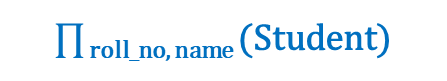 ∏ roll_no, name (Student)